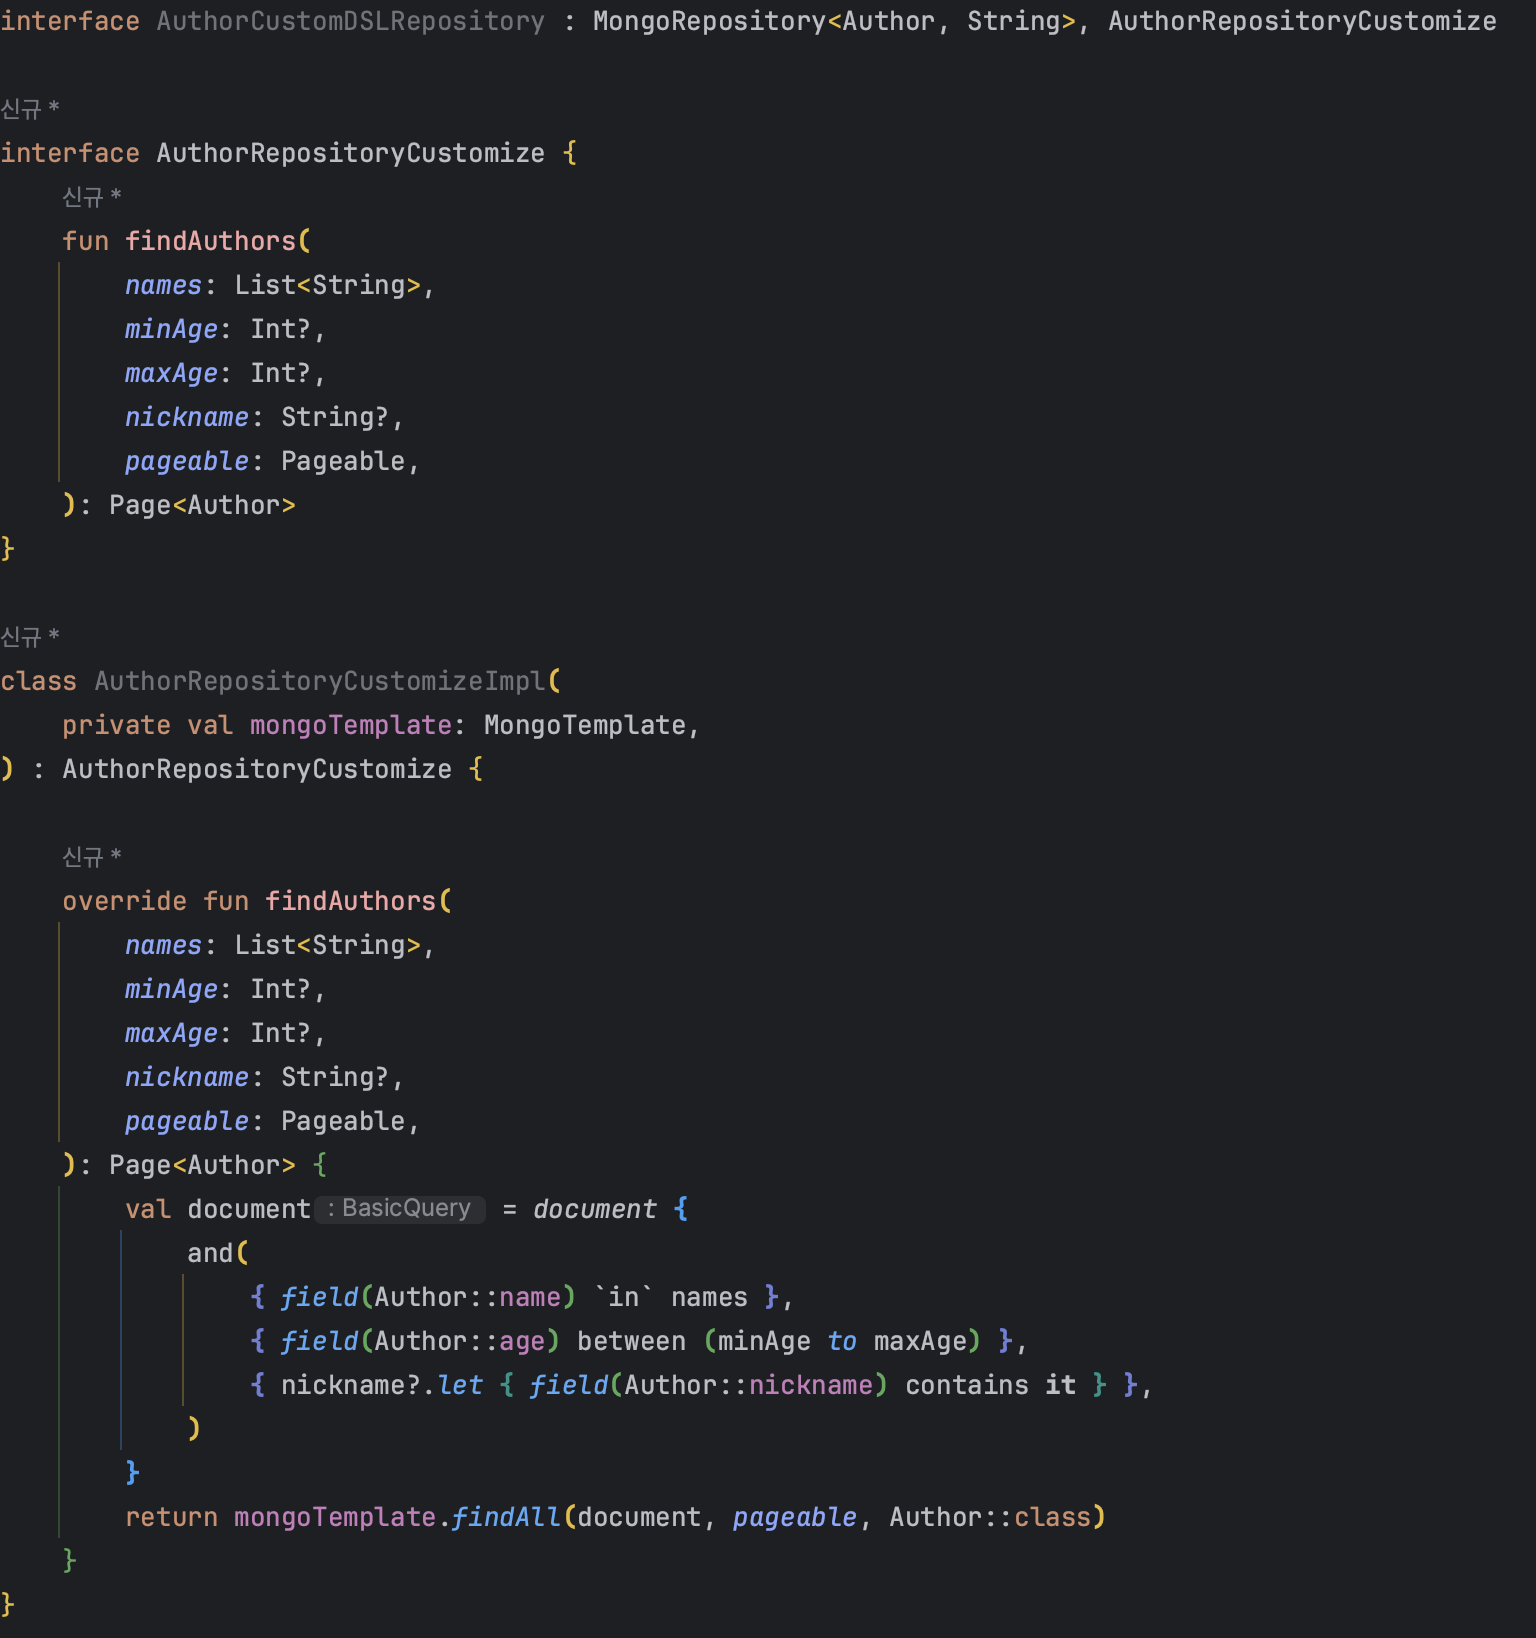 interface AuthorCustomDSLRepository : MongoRepository<Author, String>, AuthorRepositoryCustomize
신규 *
interface AuthorRepositoryCustomize {
신규 *
fun findAuthors(
names: List<String>,
minAge: Int?,
maxAge: Int?,
nickname: String?,
pageable: Pageable,
): Page<Author>
}
신규 *
class AuthorRepositoryCustomizeImpl(
private val mongoTemplate: MongoTemplate,
) : AuthorRepositoryCustomize {
신규 *
override fun findAuthors(
names: List<String>,
minAge: Int?,
maxAge: Int?,
nickname: String?,
pageable: Pageable,
): Page<Author> {
val document : BasicQuery = document {
and(
{ field(Author::name) `in` names },
{ field(Author::age) between (minAge to maxAge) },
{ nickname?.let { field(Author::nickname) contains it } },
)
}
return mongoTemplate.findAll(document, pageable, Author::class)
}
}